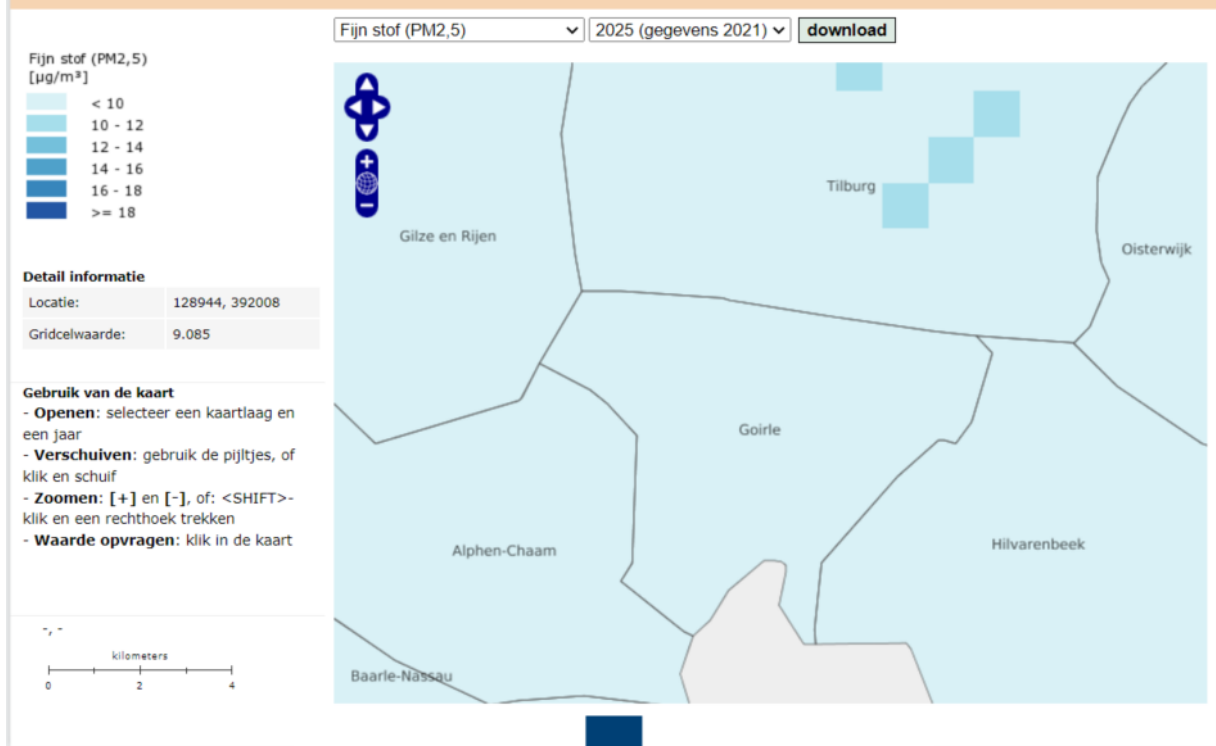 Fijn stof (PM2,5)
2025 (gegevens 2021)
download
Fijn stof (PM2,5)
[µg/m³]
< 10
10 - 12
12 - 14
14 - 16
16 - 18
>= 18
Detail informatie
Locatie: 128944, 392008
Gridcelwaarde: 9.085
Gebruik van de kaart
- Openen: selecteer een kaartlaag en
een jaar
- Verschuiven: gebruik de pijltjes, of
klik en schuif
- Zoomen: [+] en [-], of: <SHIFT>-
klik en een rechthoek trekken
- Waarde opvragen: klik in de kaart
-, -
kilometers
0 2 4
Tilburg
Gilze en Rijen
Oisterwijk
Goirle
Alphen-Chaam
Hilvarenbeek
Baarle-Nassau